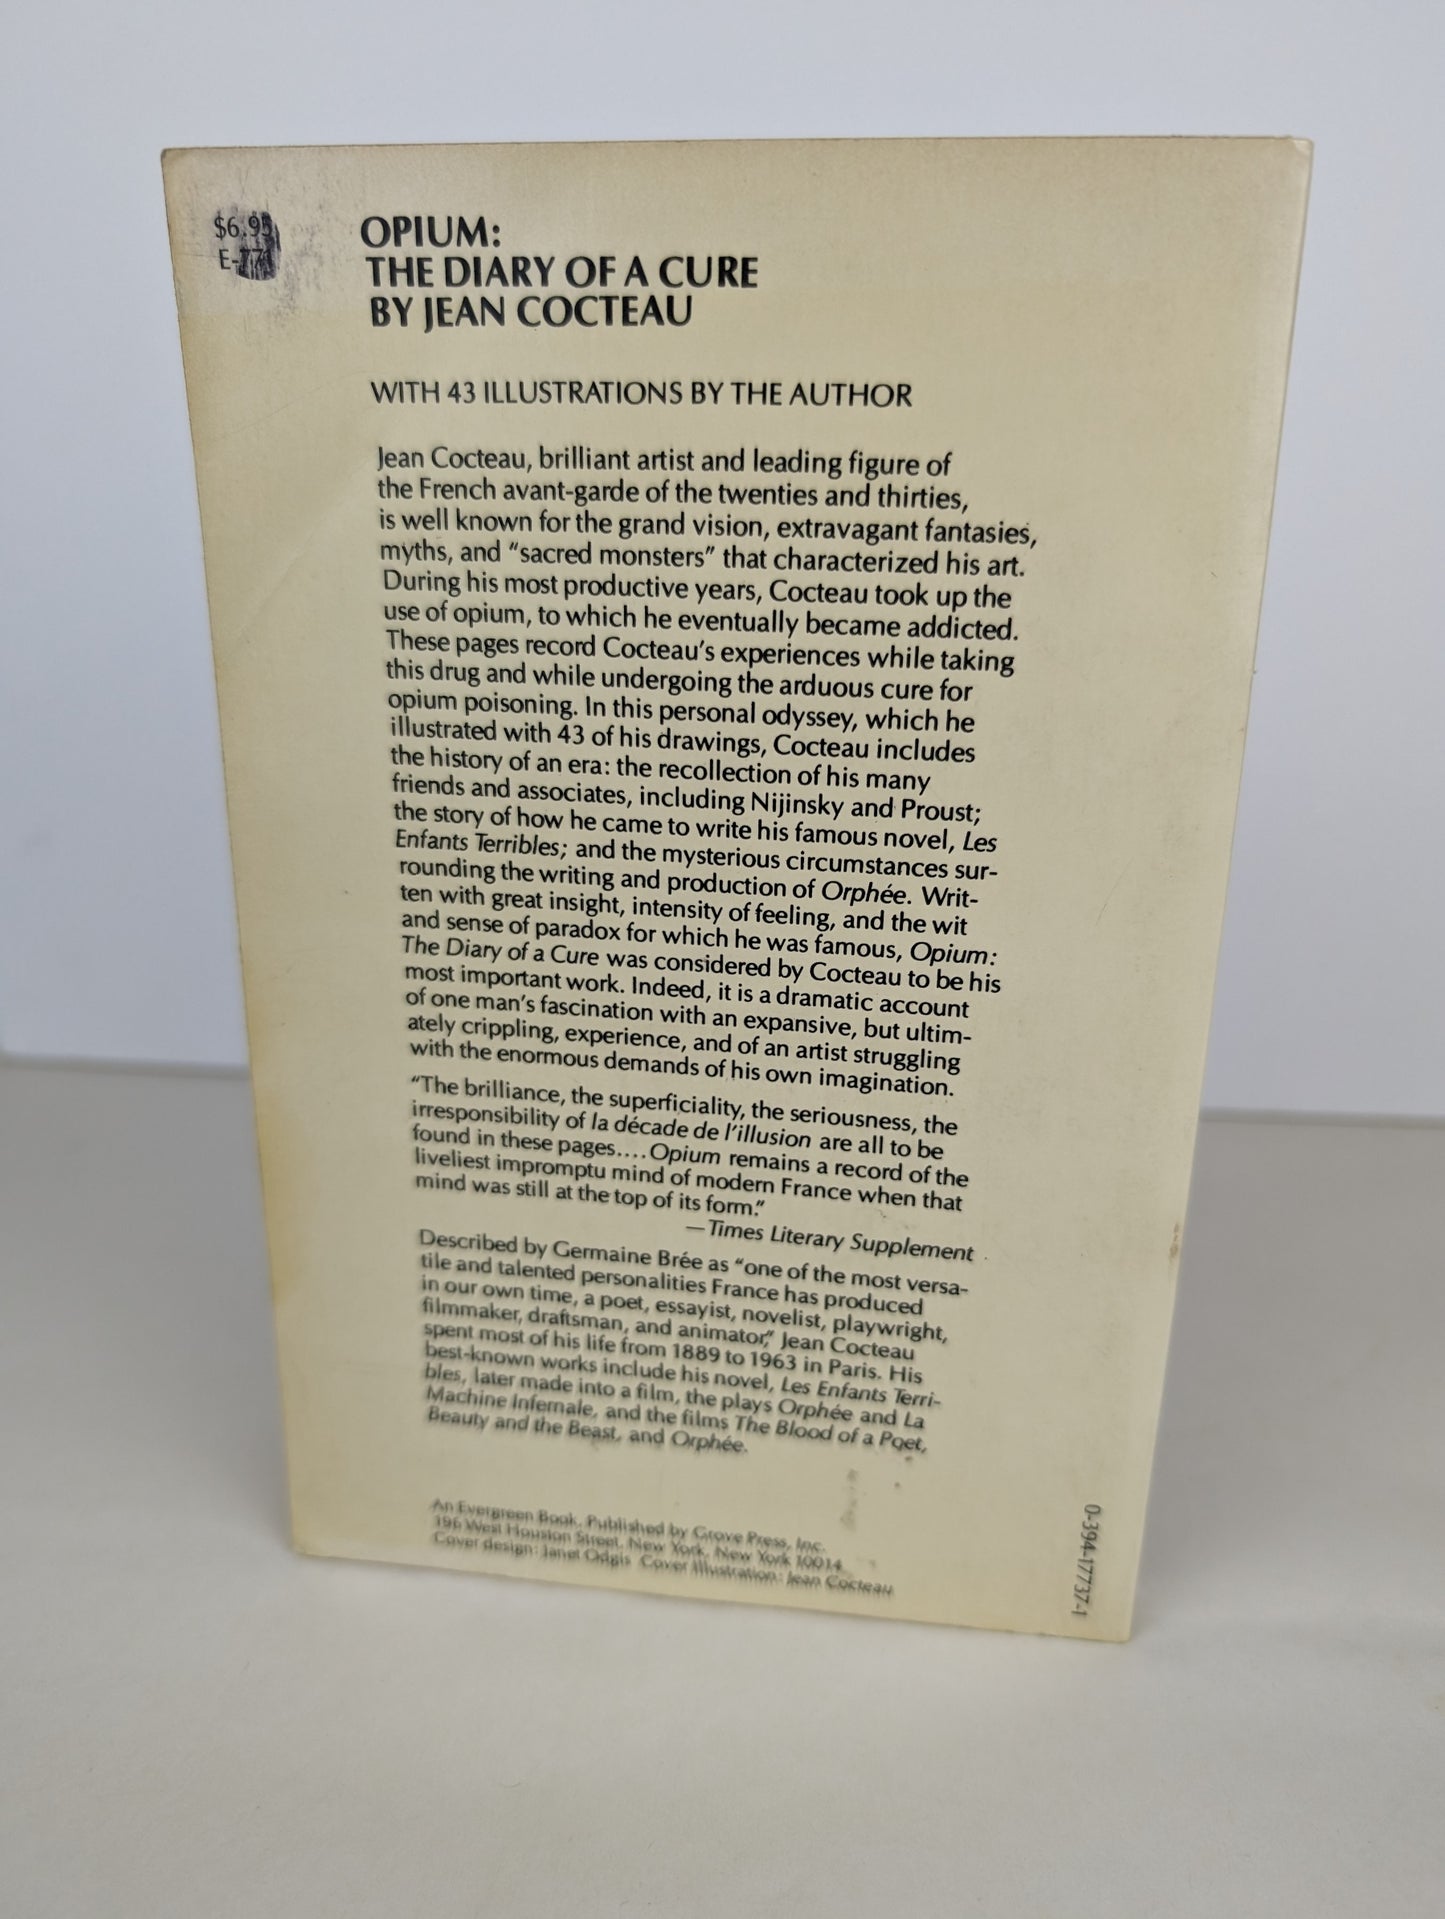 $6.95
OPIUM:
THE DIARY OF A CURE
BY JEAN COCTEAU
WITH 43 ILLUSTRATIONS BY THE AUTHOR
Jean Cocteau, brilliant artist and leading figure of
the French avant-garde of the twenties and thirties,
is well known for the grand vision, extravagant fantasies,
myths, and “sacred monsters” that characterized his art.
During his most productive years, Cocteau took up the
use of opium, to which he eventually became addicted.
These pages record Cocteau’s experiences while taking
this drug and while undergoing the arduous cure for
opium poisoning. In this personal odyssey, which he
illustrated with 43 of his drawings, Cocteau includes
the history of an era: the recollection of his many
friends and associates, including Nijinsky and Proust;
the story of how he came to write his famous novel, Les
Enfants Terribles; and the mysterious circumstances sur-
rounding the writing and production of Orphée. Writ-
ten with great insight, intensity of feeling, and the wit
and sense of paradox for which he was famous, Opium:
The Diary of a Cure was considered by Cocteau to be his
most important work. Indeed, it is a dramatic account
of one man’s fascination with an expansive, but ultim-
ately crippling, experience, and of an artist struggling
with the enormous demands of his own imagination.
“The brilliance, the superficiality, the seriousness, the
irresponsibility of la décade de l’illusion are all to be
found in these pages.... Opium remains a record of the
liveliest impromptu mind of modern France when that
mind was still at the top of its form.”
—Times Literary Supplement
Described by Germaine Brée as “one of the most versa-
tile and talented personalities France has produced
in our own time, a poet, essayist, novelist, playwright,
filmmaker, draftsman, and animator,” Jean Cocteau
spent most of his life from 1889 to 1963 in Paris. His
best-known works include his novel, Les Enfants Terri-
bles, later made into a film, the plays Orphée and La
Machine Infernale, and the films The Blood of a Poet,
Beauty and the Beast, and Orphée.
An Evergreen Book, Published by Grove Press, Inc.
196 West Houston Street, New York, New York 10014
Cover design: Janet Odgis Cover Illustration: Jean Cocteau
0-394-17737-1